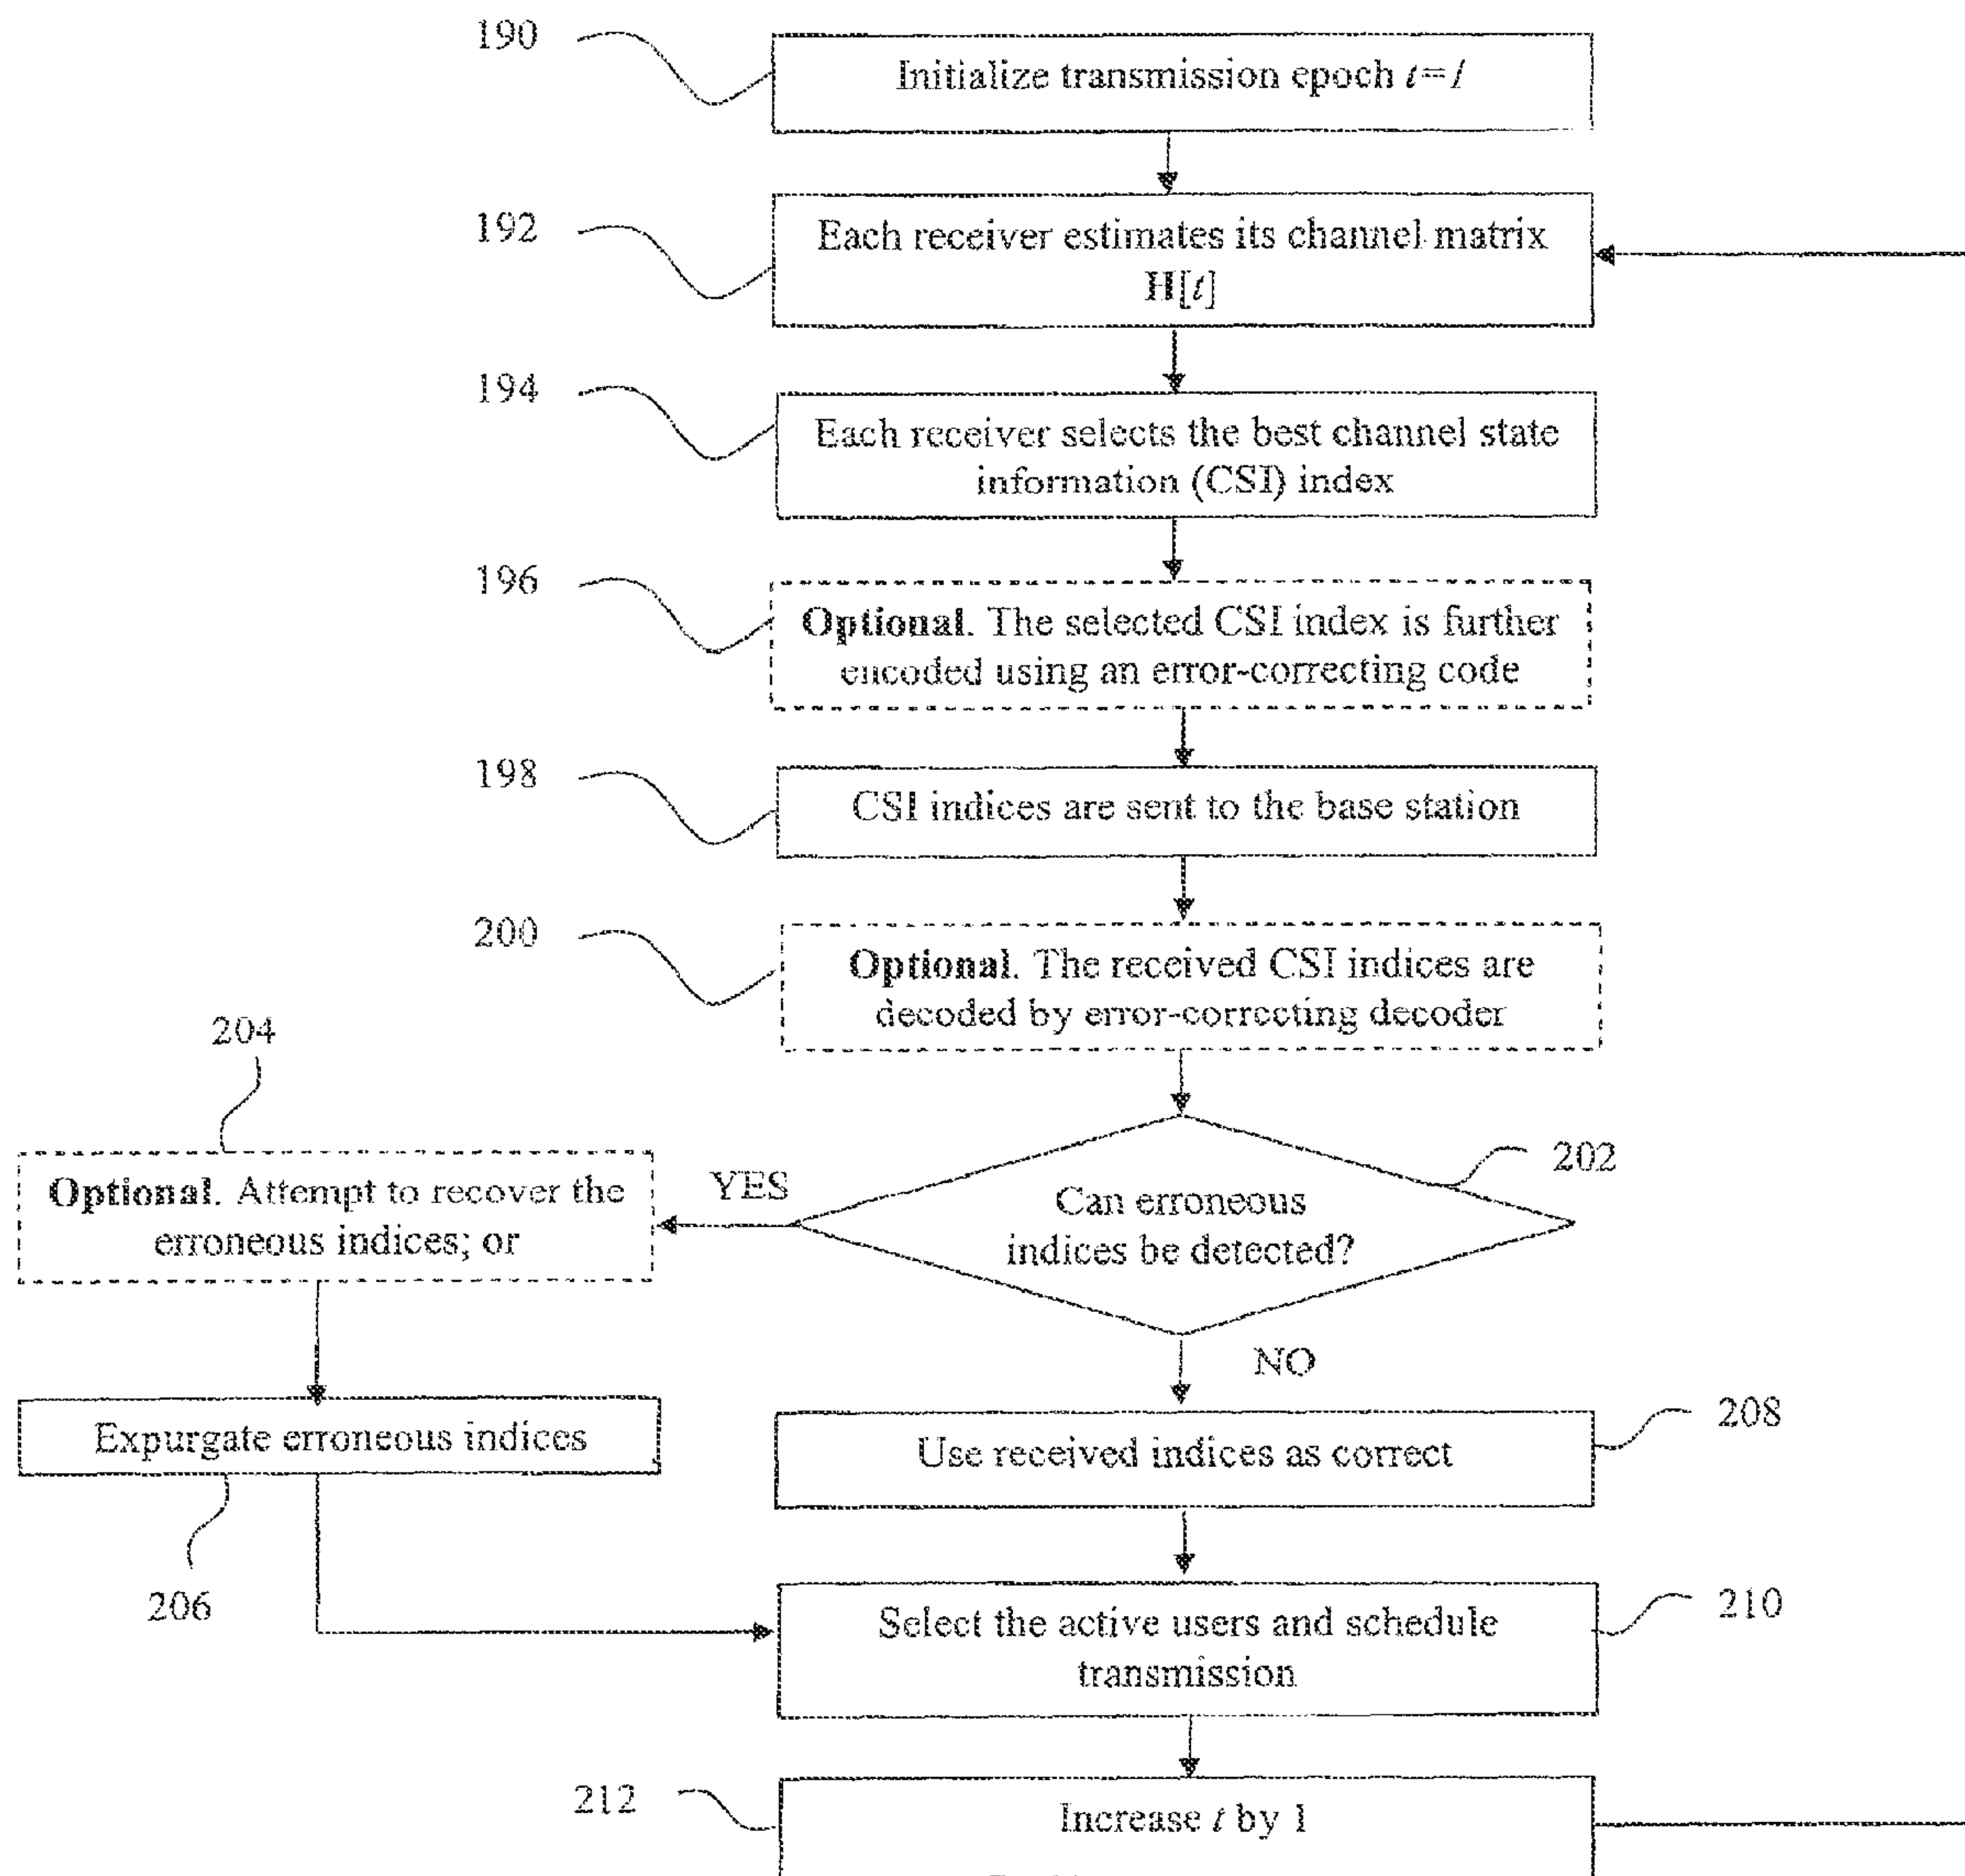 190
Initialize transmission epoch t=1
192
Each receiver estimates its channel matrix
H[t]
194
Each receiver selects the best channel state
information (CSI) index
196
Optional. The selected CSI index is further
encoded using an error-correcting code
198
CSI indices are sent to the base station
200
Optional. The received CSI indices are
decoded by error-correcting decoder
204
202
Optional. Attempt to recover the
erroneous indices; or
YES
Can erroneous
indices be detected?
NO
Expurgate erroneous indices
206
208
Use received indices as correct
210
Select the active users and schedule
transmission
212
Increase t by 1